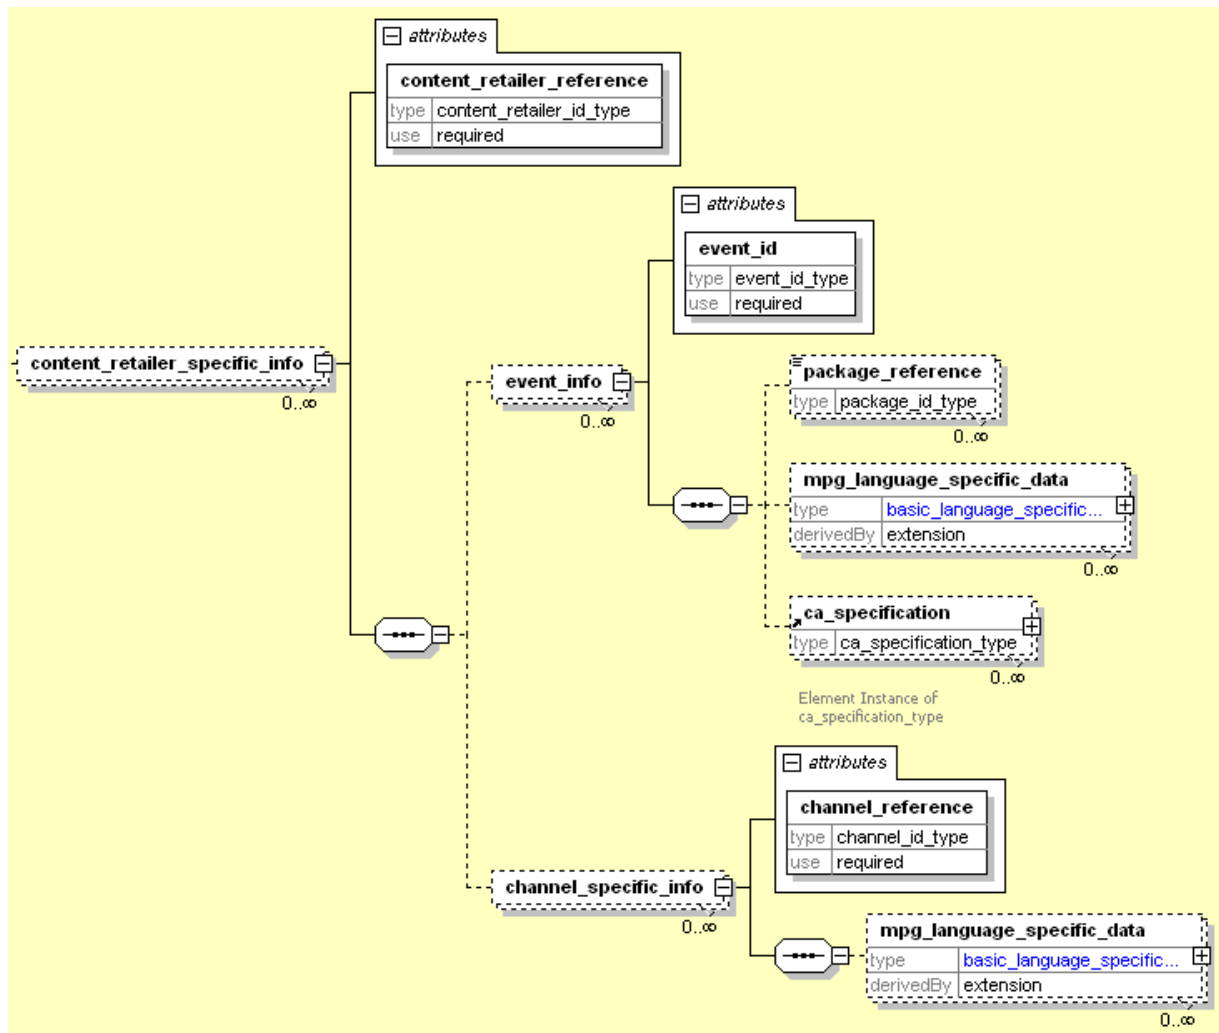 attributes
content_retailer_reference
type content_retailer_id_type
use required
attributes
event_id
type event_id_type
use required
content_retailer_specific_info
0..∞
event_info
0..∞
package_reference
type package_id_type
0..∞
mpg_language_specific_data
type basic_language_specific...
derivedBy extension
0..∞
ca_specification
type ca_specification_type
0..∞
Element Instance of
ca_specification_type
attributes
channel_reference
type channel_id_type
use required
channel_specific_info
0..∞
mpg_language_specific_data
type basic_language_specific...
derivedBy extension
0..∞